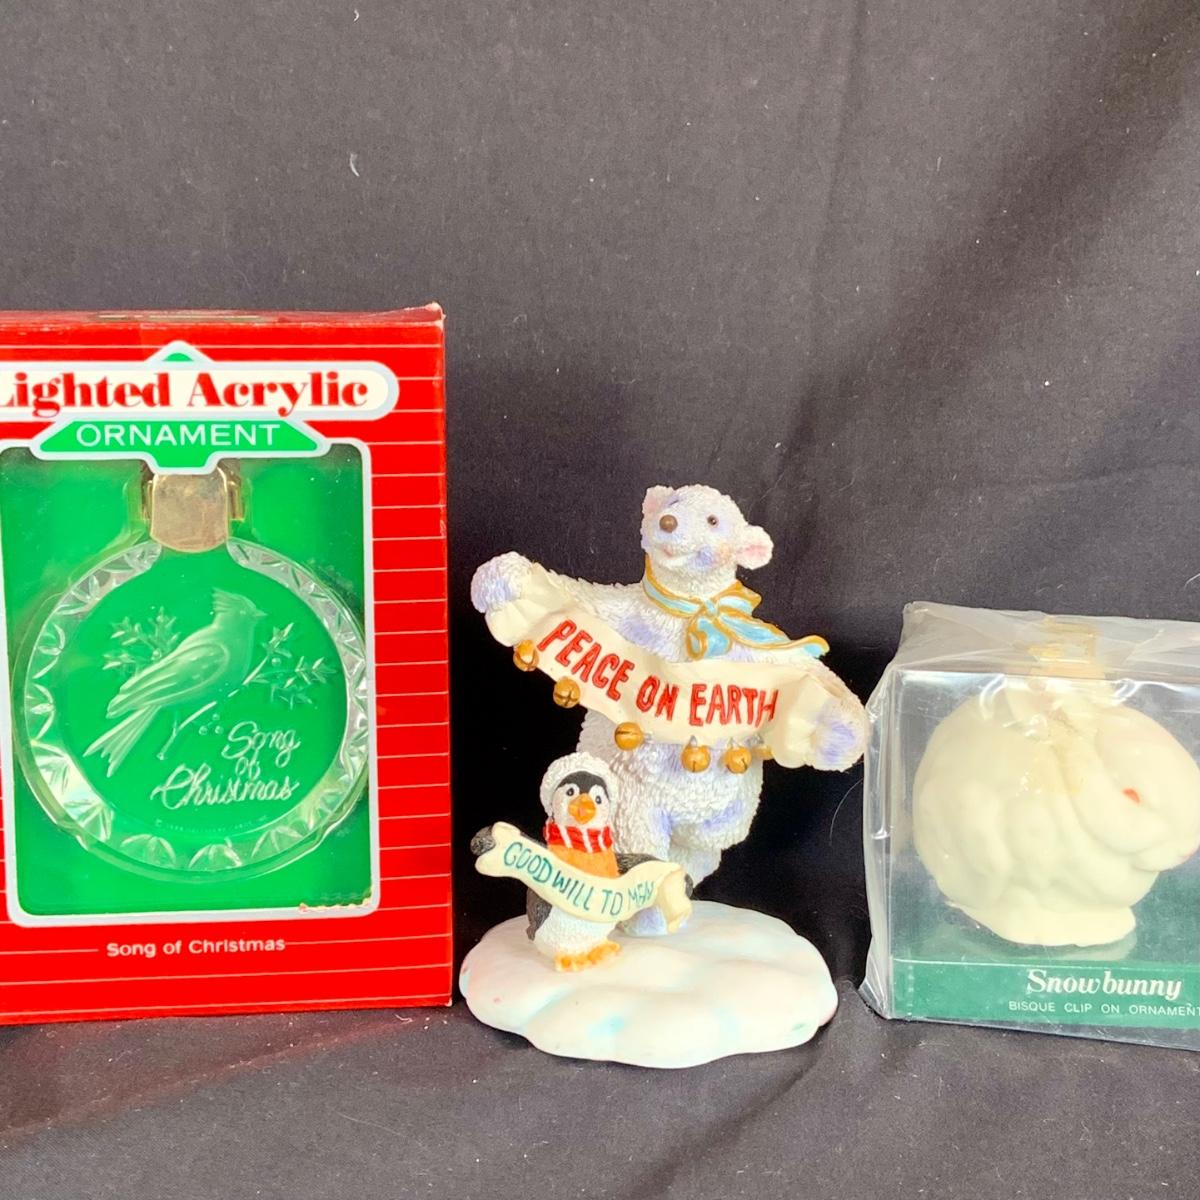 Lighted Acrylic
ORNAMENT
Song
of
Christmas
Song of Christmas
PEACE ON EARTH
GOOD WILL TO MEN
Snowbunny
BISQUE CLIP ON ORNAMENT